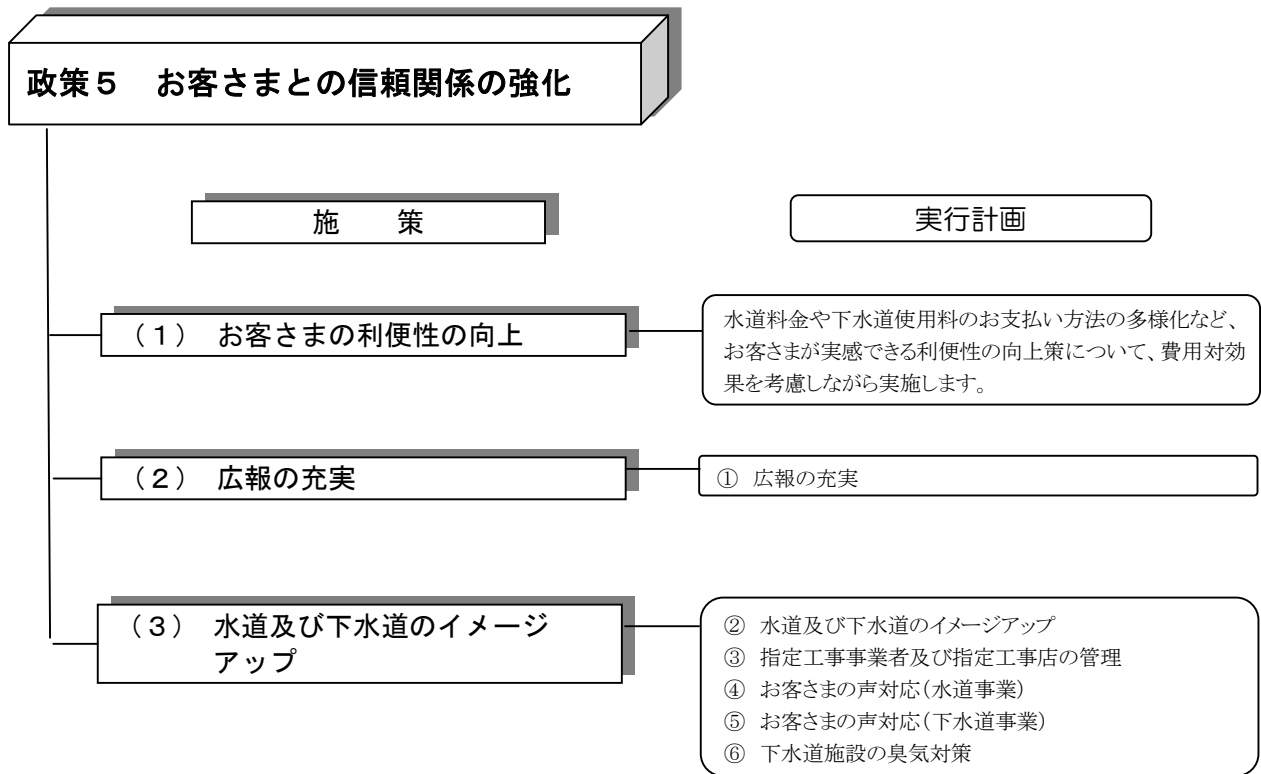 政策５　お客さまとの信頼関係の強化
施　　策
実行計画
（１）　お客さまの利便性の向上
水道料金や下水道使用料のお支払い方法の多様化など、
お客さまが実感できる利便性の向上策について、費用対効
果を考慮しながら実施します。
（２）　広報の充実
①　広報の充実
（３）　水道及び下水道のイメージ
アップ
②　水道及び下水道のイメージアップ
③　指定工事事業者及び指定工事店の管理
④　お客さまの声対応（水道事業）
⑤　お客さまの声対応（下水道事業）
⑥　下水道施設の臭気対策